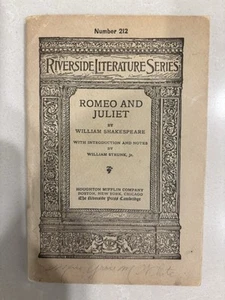 Number 212
RIVERSIDE LITERATURE SERIES
ROMEO AND
JULIET
BY
WILLIAM SHAKESPEARE
WITH INTRODUCTION AND NOTES
BY
WILLIAM STRUNK, Jr.
HOUGHTON MIFFLIN COMPANY
BOSTON, NEW YORK, CHICAGO
The Riverside Press Cambridge